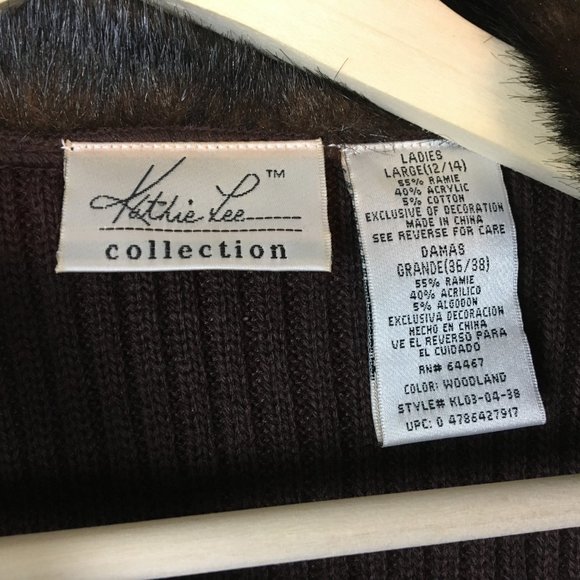 Kathie Lee™
collection
LADIES
LARGE(12/14)
55% RAMIE
40% ACRYLIC
5% COTTON
EXCLUSIVE OF DECORATION
MADE IN CHINA
SEE REVERSE FOR CARE
DAMAS
GRANDE(36/38)
55% RAMIE
40% ACRILICO
5% ALGODON
EXCLUSIVA DECORACION
HECHO EN CHINA
VE EL REVERSO PARA
EL CUIDADO
RN# 64467
COLOR: WOODLAND
STYLE# KL03-04-38
UPC: 0 4786427917